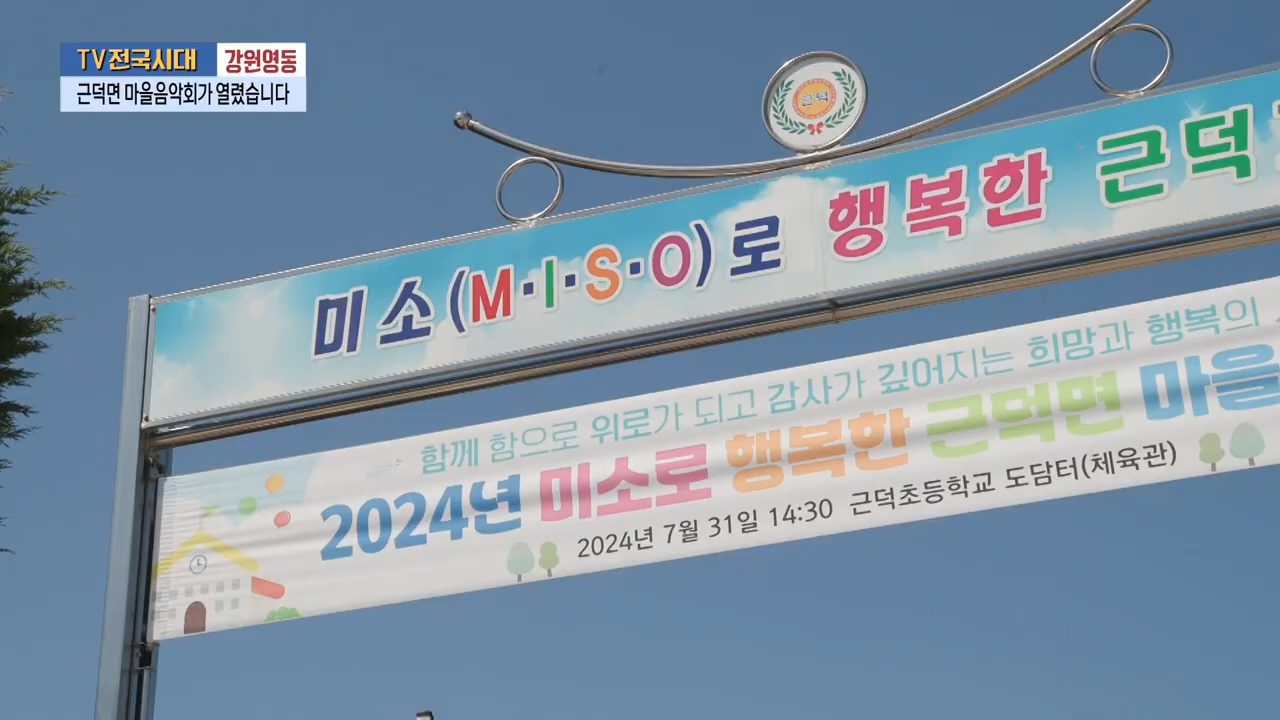 TV전국시대 강원영동
근덕면 마을음악회가 열렸습니다
근덕
미소(M·I·S·O)로 행복한 근덕
함께 함으로 위로가 되고 감사가 깊어지는 희망과 행복의
2024년 미소로 행복한 근덕면 마을
2024년 7월 31일 14:30 근덕초등학교 도담터(체육관)